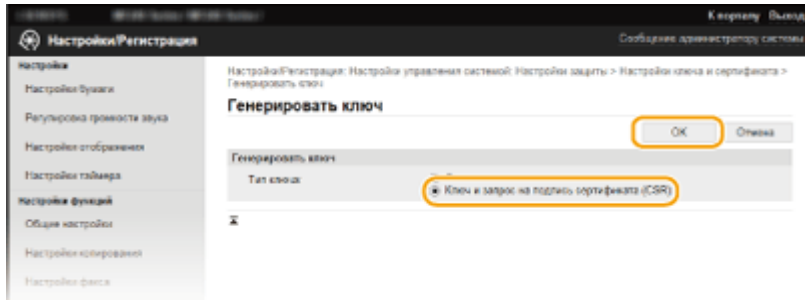 К порталу Выход
Настройки/Регистрация
Сообщение администратору системы
Настройки
Настройки бумаги
Регулировка громкости звука
Настройки отображения
Настройки таймера
Настройки функций
Общие настройки
Настройки копирования
Настройки факса
Настройки/Регистрация: Настройки управления системой: Настройки защиты > Настройки ключа и сертификата >
Генерировать ключ
Генерировать ключ
OK Отмена
Генерировать ключ
Тип ключа:
Ключ и запрос на подпись сертификата (CSR)